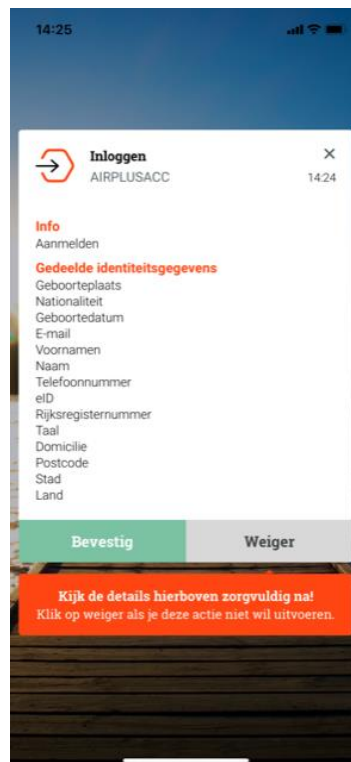 14:25
Inloggen
AIRPLUSACC
14:24
Info
Aanmelden
Gedeelde identiteitsgegevens
Geboorteplaats
Nationaliteit
Geboortedatum
E-mail
Voornamen
Naam
Telefoonnummer
eID
Rijksregisternummer
Taal
Domicilie
Postcode
Stad
Land
Bevestig
Weiger
Kijk de details hierboven zorgvuldig na!
Klik op weiger als je deze actie niet wil uitvoeren.